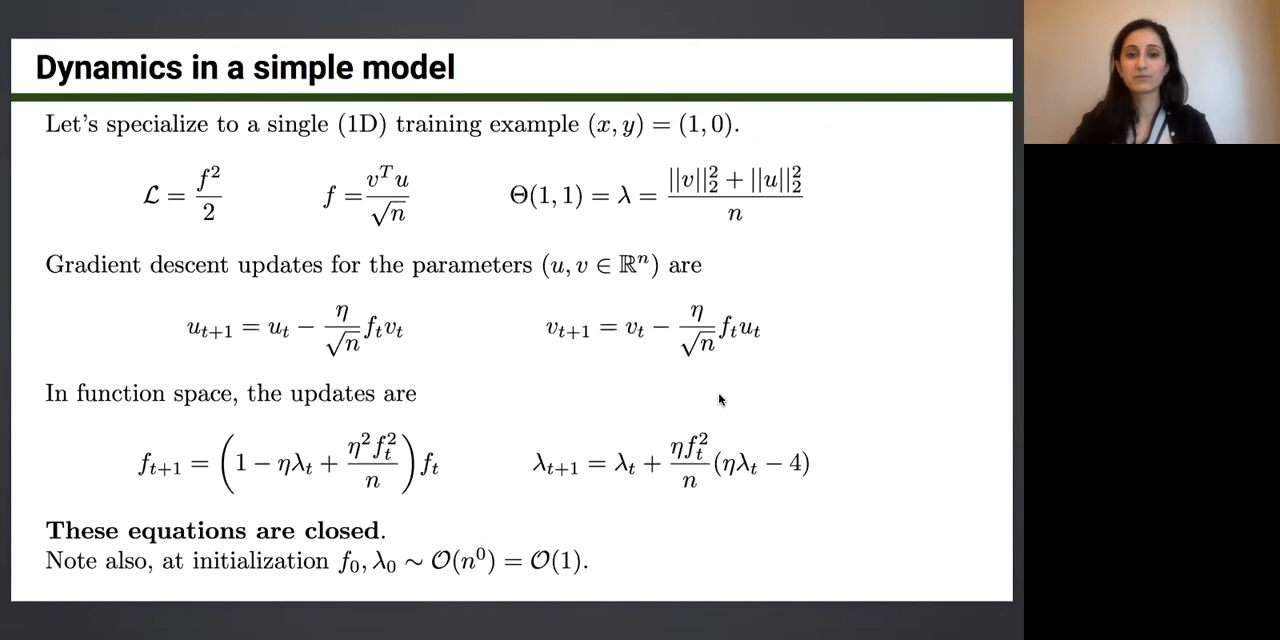 Dynamics in a simple model
Let's specialize to a single (1D) training example (x, y) = (1, 0).
ℒ = f²/2    f = vᵀu/√n    Θ(1, 1) = λ = (||v||₂² + ||u||₂²)/n
Gradient descent updates for the parameters (u, v ∈ ℝⁿ) are
uₜ₊₁ = uₜ − (η/√n) fₜvₜ    vₜ₊₁ = vₜ − (η/√n) fₜuₜ
In function space, the updates are
fₜ₊₁ = (1 − ηλₜ + η²fₜ²/n) fₜ    λₜ₊₁ = λₜ + (ηfₜ²/n)(ηλₜ − 4)
These equations are closed.
Note also, at initialization f₀, λ₀ ∼ 𝒪(n⁰) = 𝒪(1).